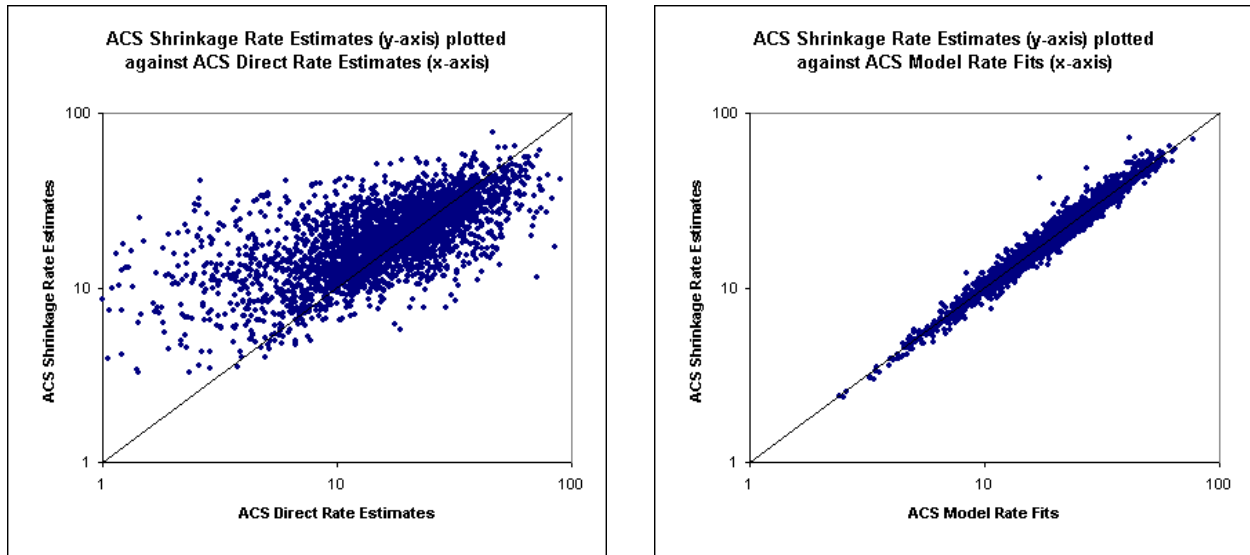 ACS Shrinkage Rate Estimates (y-axis) plotted
against ACS Direct Rate Estimates (x-axis)
100
10
1
1
10
100
ACS Shrinkage Rate Estimates
ACS Direct Rate Estimates
ACS Shrinkage Rate Estimates (y-axis) plotted
against ACS Model Rate Fits (x-axis)
100
10
1
1
10
100
ACS Shrinkage Rate Estimates
ACS Model Rate Fits